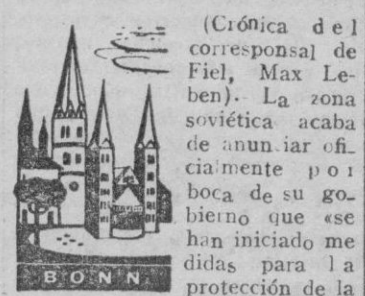 (Crónica del
corresponsal de
Fiel, Max Le-
ben). La zona
soviética acaba
de anunciar ofi-
cialmente por
boca de su go-
bierno que «se
han iniciado me
didas para la
protección de la
BONN